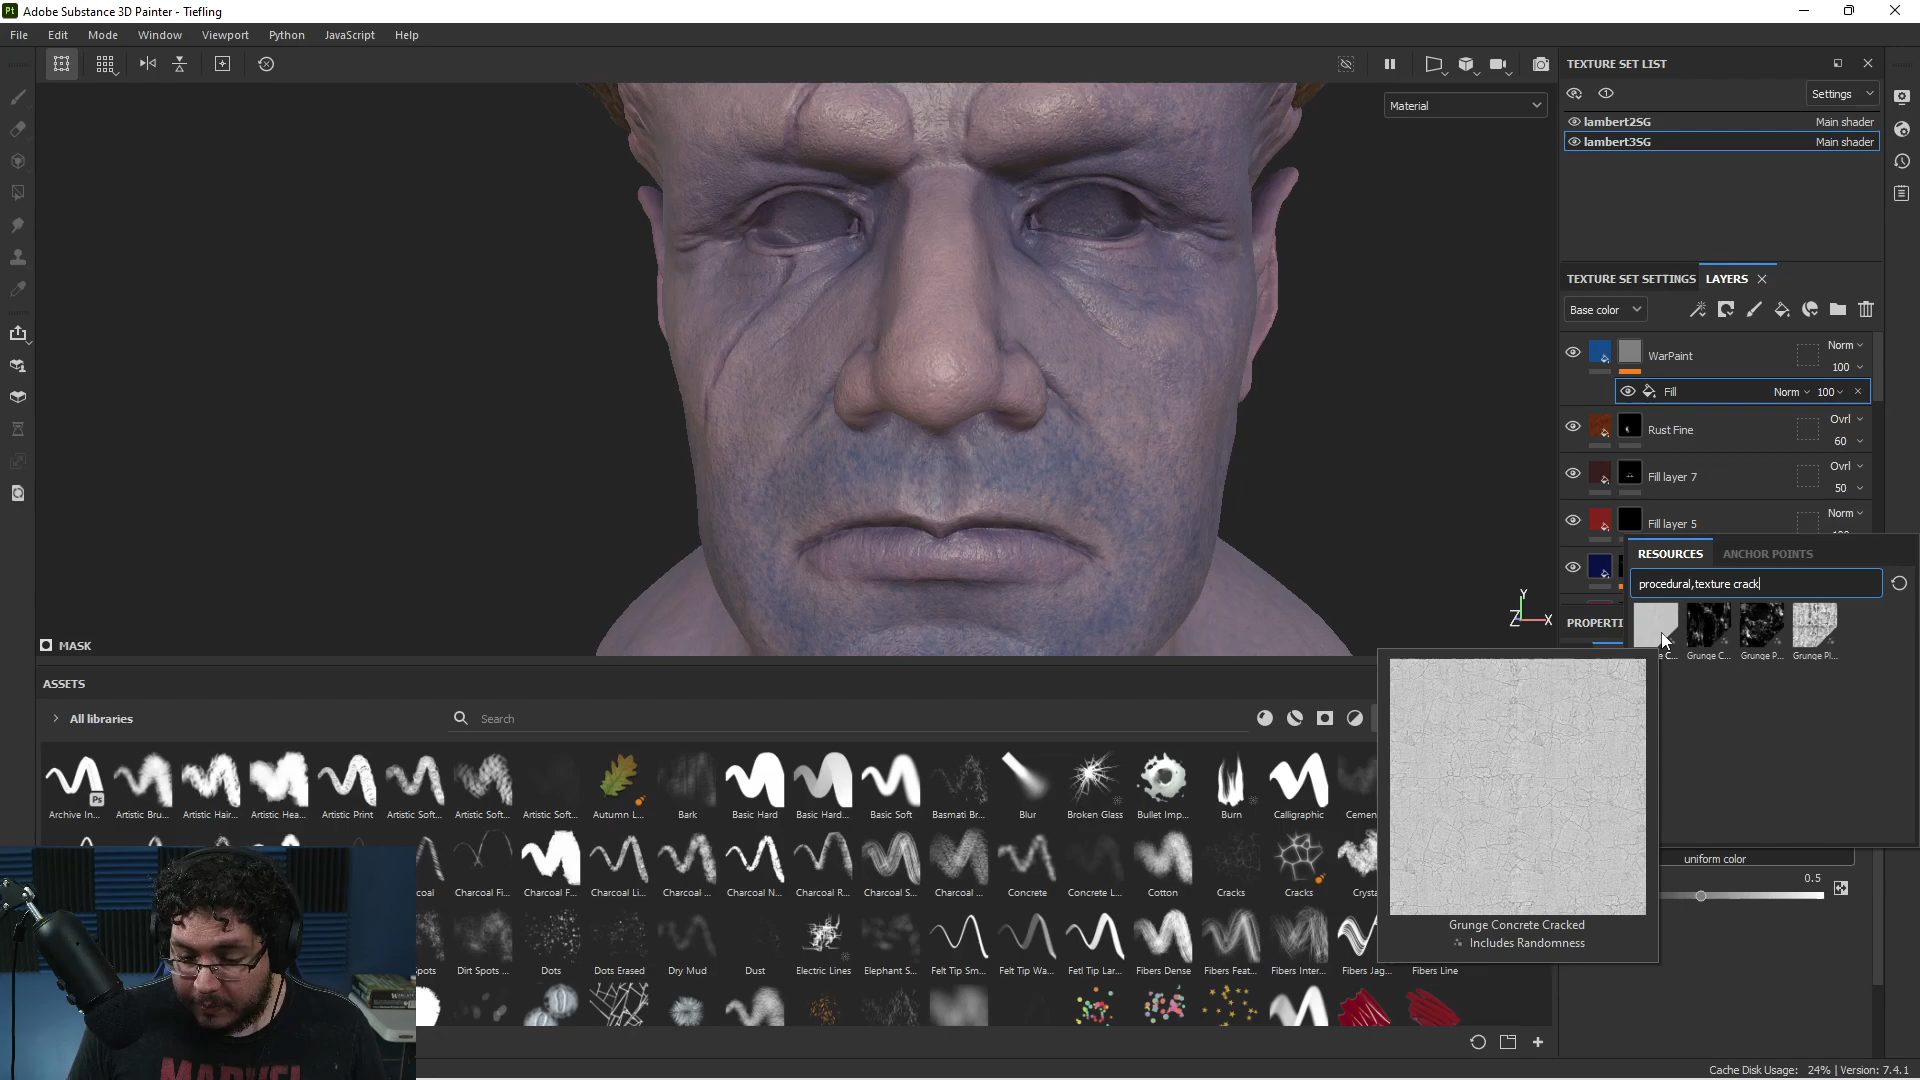 Pt Adobe Substance 3D Painter - Tiefling
File Edit Mode Window Viewport Python JavaScript Help
Material
TEXTURE SET LIST
Settings
lambert2SG Main shader
lambert3SG Main shader
TEXTURE SET SETTINGS LAYERS
Base color
WarPaint Norm 100
Fill Norm 100
Rust Fine Ovrl 60
Fill layer 7 Ovrl 50
Fill layer 5 Norm
RESOURCES ANCHOR POINTS
procedural,texture crack
PROPERTI
e C... Grunge C... Grunge P... Grunge Pl...
Y
Z X
MASK
ASSETS
All libraries
Search
Archive In... Artistic Bru... Artistic Hair... Artistic Hea... Artistic Print Artistic Soft... Artistic Soft... Artistic Soft... Autumn L... Bark Basic Hard Basic Hard... Basic Soft Basmati Br... Blur Broken Glass Bullet Imp... Burn Calligraphic Cemen
Ps
coal Charcoal Fi... Charcoal F... Charcoal Li... Charcoal ... Charcoal N... Charcoal R... Charcoal S... Charcoal ... Concrete Concrete L... Cotton Cracks Cracks Crysta
pots Dirt Spots ... Dots Dots Erased Dry Mud Dust Electric Lines Elephant S... Felt Tip Sm... Felt Tip Wa... Fetl Tip Lar... Fibers Dense Fibers Feat... Fibers Inter... Fibers Jag... Fibers Line
Grunge Concrete Cracked
Includes Randomness
uniform color
0.5
MARVEL
Cache Disk Usage: 24% | Version: 7.4.1